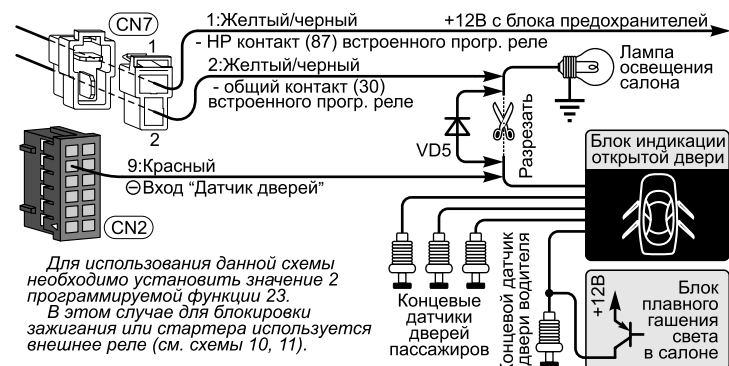 CN7
1:Желтый/черный
+12В с блока предохранителей
- НР контакт (87) встроенного прогр. реле
1
2:Желтый/черный
- общий контакт (30)
встроенного прогр. реле
2
Лампа
освещения
салона
VD5
Разрезать
9:Красный
⊖Вход “Датчик дверей”
CN2
Блок индикации
открытой двери
Для использования данной схемы
необходимо установить значение 2
программируемой функции 23.
В этом случае для блокировки
зажигания или стартера используется
внешнее реле (см. схемы 10, 11).
Концевые
датчики
дверей
пассажиров
Концевой датчик
двери водителя
+12В
Блок
плавного
гашения
света
в салоне